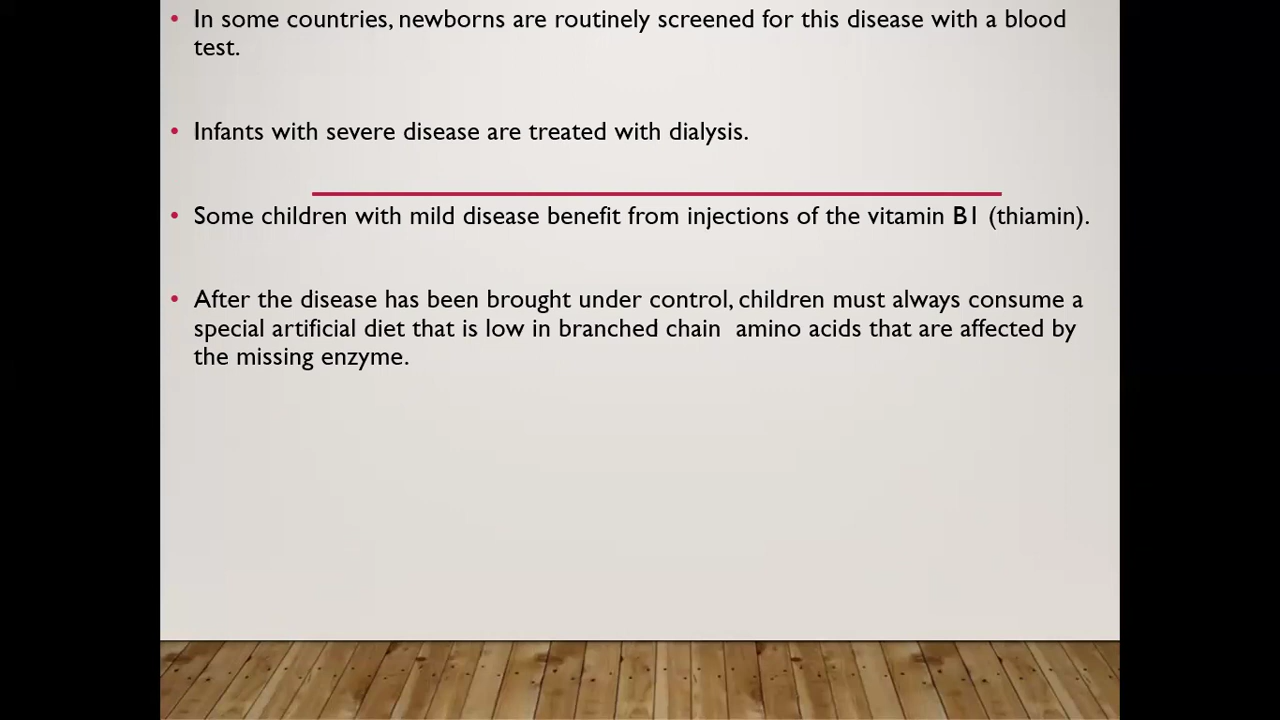 • In some countries, newborns are routinely screened for this disease with a blood
test.
• Infants with severe disease are treated with dialysis.
• Some children with mild disease benefit from injections of the vitamin B1 (thiamin).
• After the disease has been brought under control, children must always consume a
special artificial diet that is low in branched chain  amino acids that are affected by
the missing enzyme.